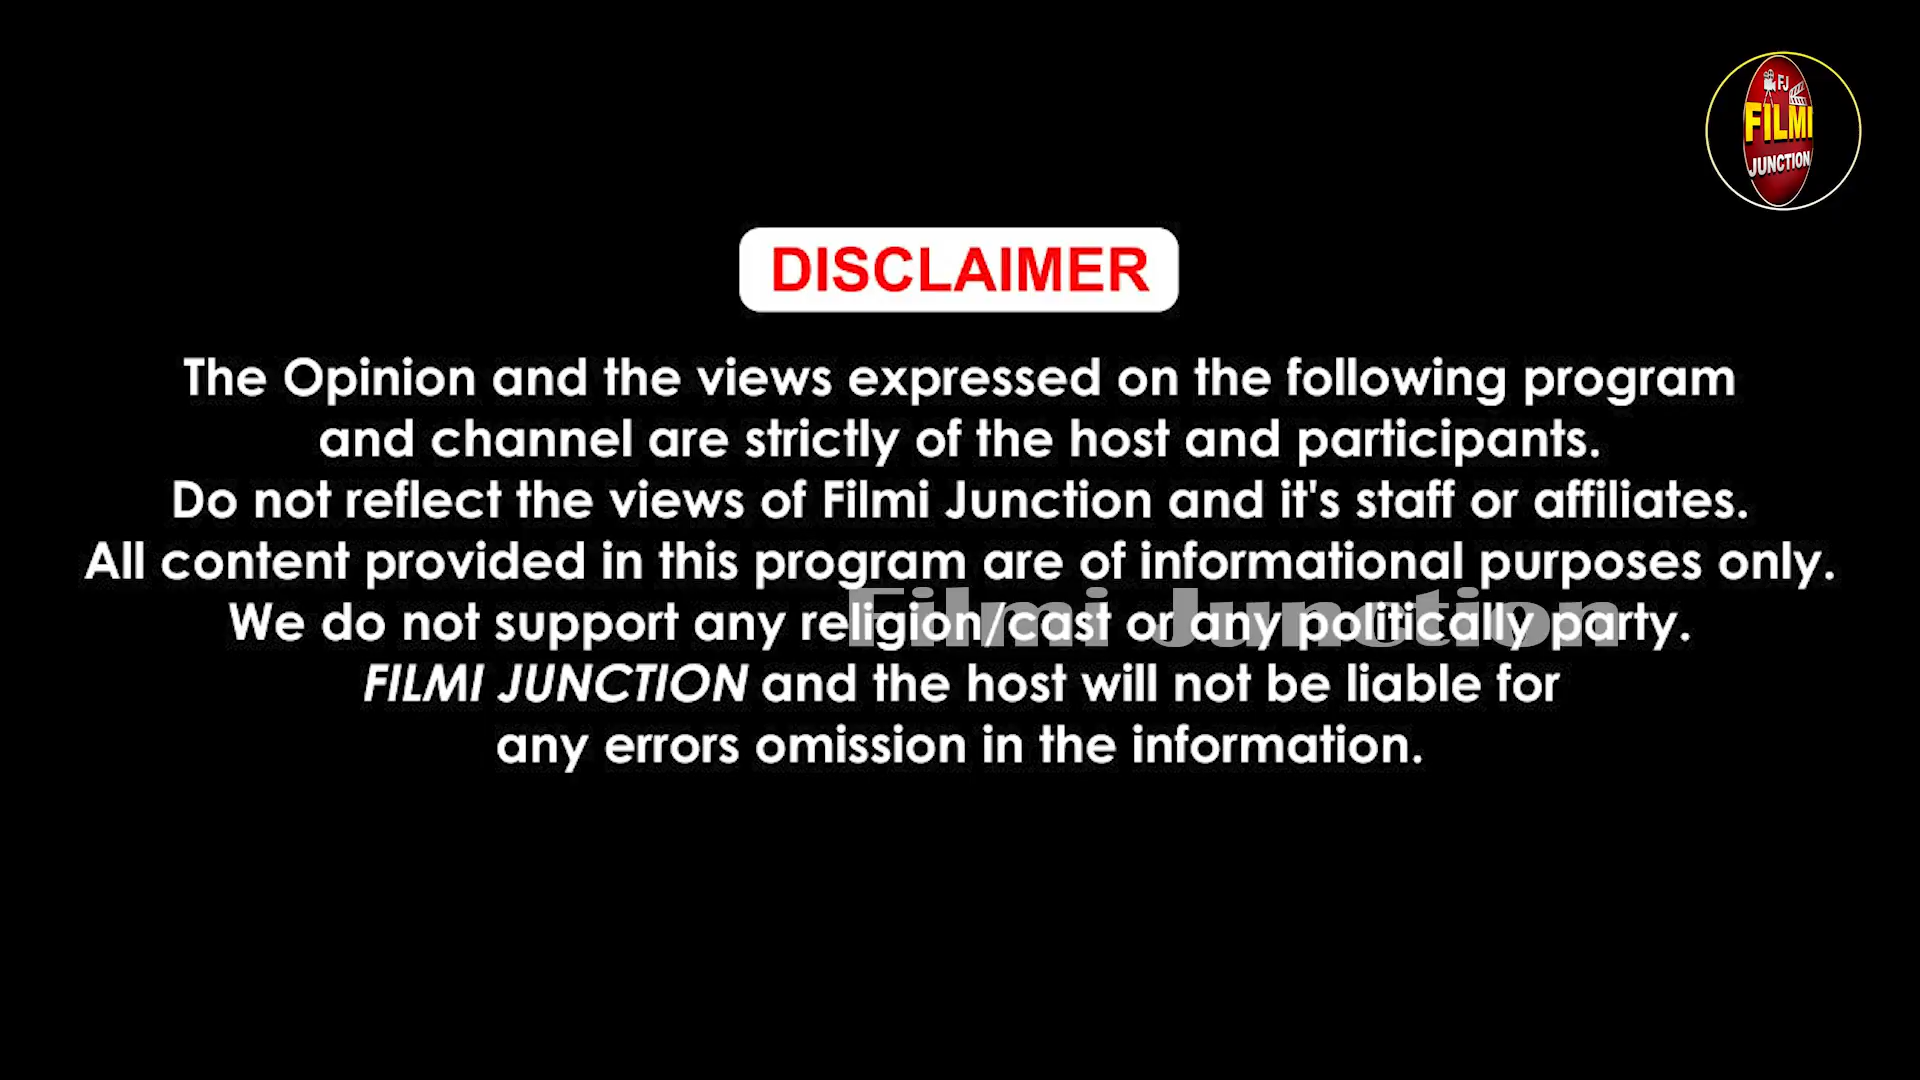 FJ
FILMI
JUNCTION
DISCLAIMER
The Opinion and the views expressed on the following program
and channel are strictly of the host and participants.
Do not reflect the views of Filmi Junction and it's staff or affiliates.
All content provided in this program are of informational purposes only.
We do not support any religion/cast or any politically party.
Filmi Junction
FILMI JUNCTION and the host will not be liable for
any errors omission in the information.